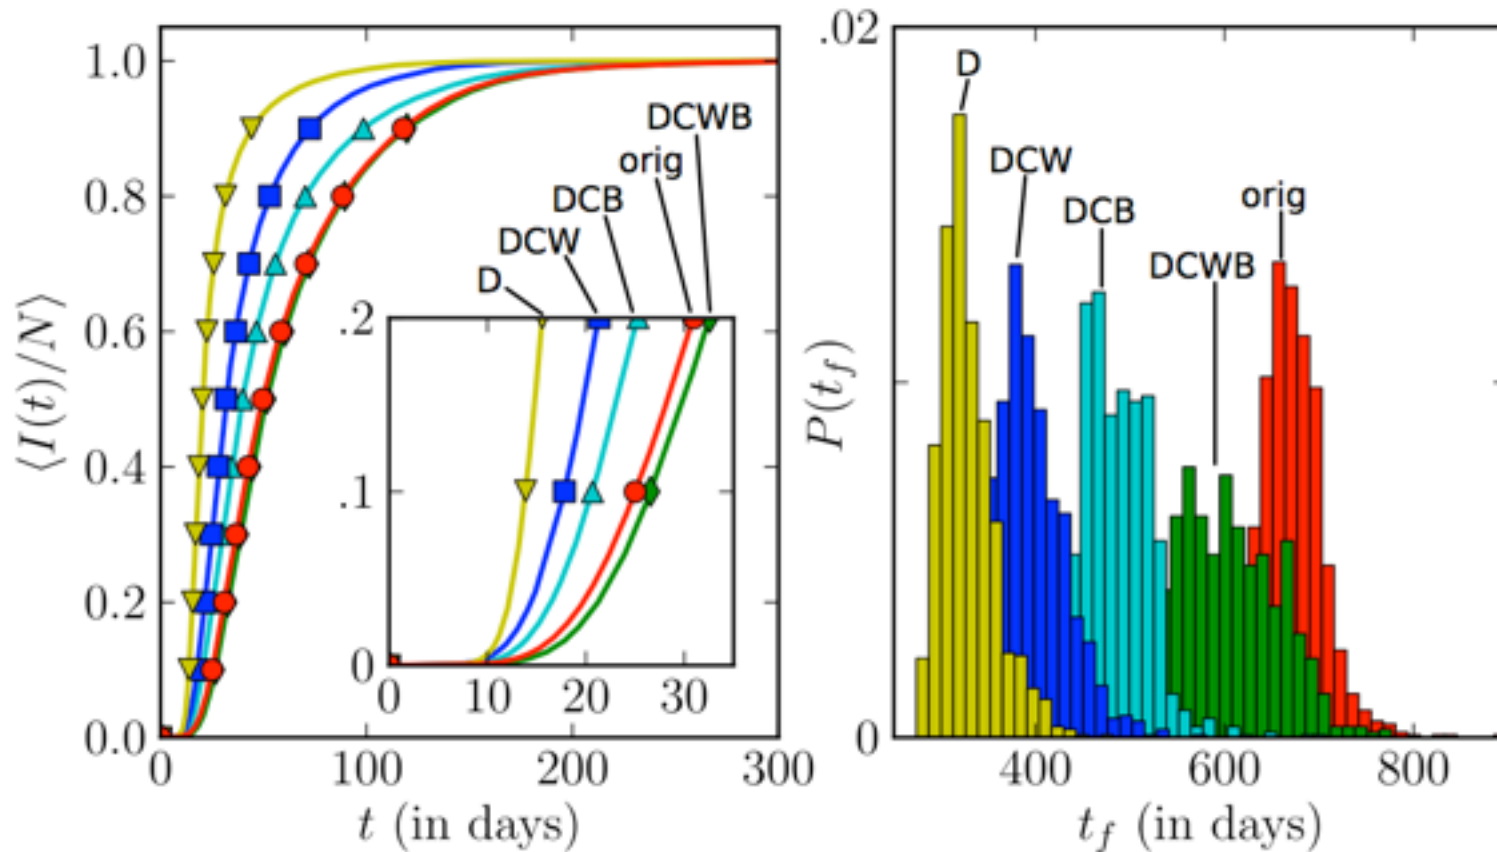 ⟨I(t)/N⟩
1.0
0.8
0.6
0.4
0.2
0.0
0
100
200
300
t (in days)
D
DCW
DCB
orig
DCWB
.2
.1
0
0
10
20
30
.02
0
P(t_f)
D
DCW
DCB
DCWB
orig
400
600
800
t_f (in days)